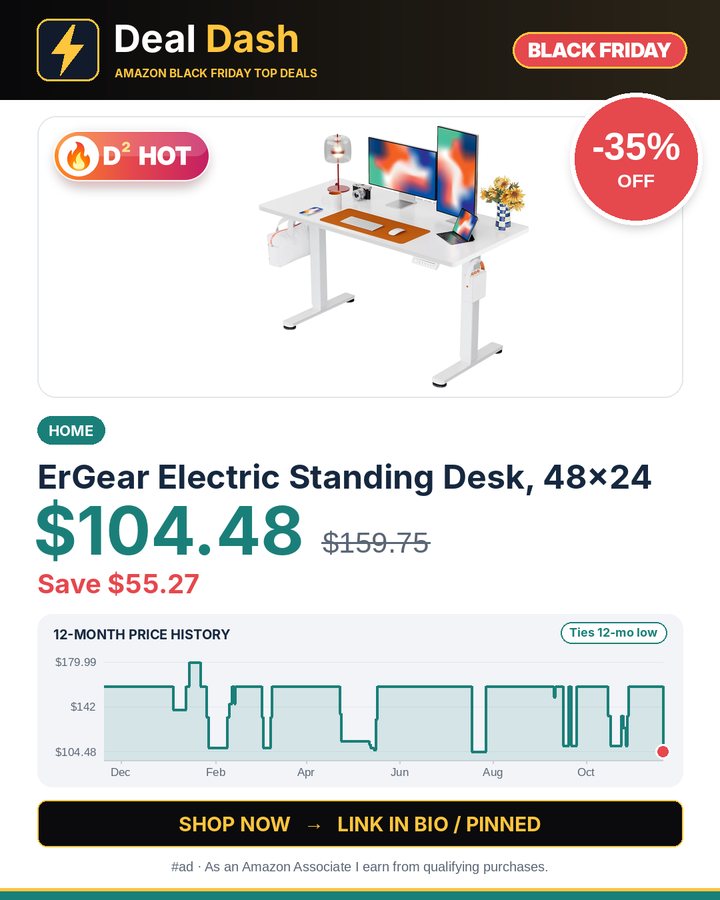 Deal Dash
AMAZON BLACK FRIDAY TOP DEALS
BLACK FRIDAY
D² HOT
-35%
OFF
HOME
ErGear Electric Standing Desk, 48×24
$104.48 $159.75
Save $55.27
12-MONTH PRICE HISTORY
Ties 12-mo low
$179.99
$142
$104.48
Dec Feb Apr Jun Aug Oct
SHOP NOW → LINK IN BIO / PINNED
#ad · As an Amazon Associate I earn from qualifying purchases.